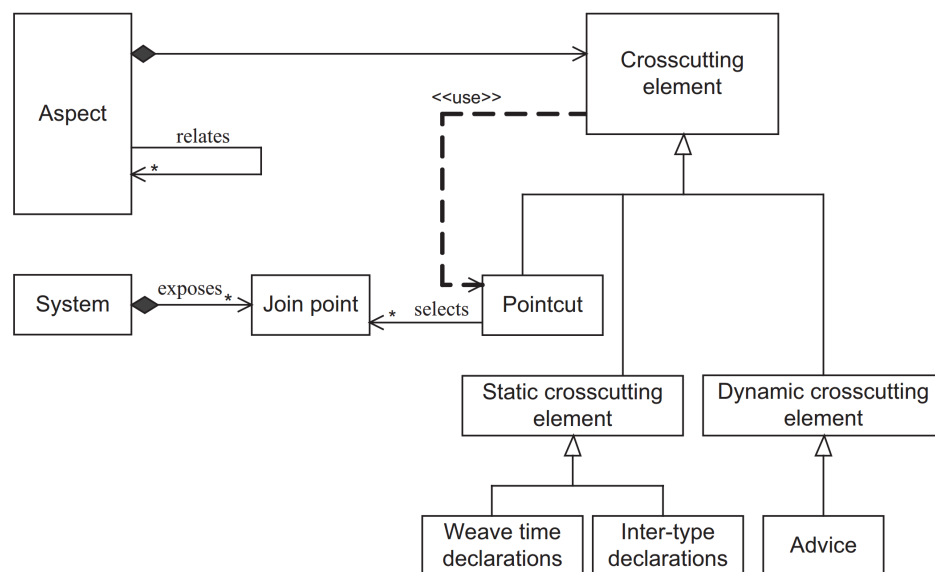 Crosscutting
element
<<use>>
Aspect
relates
*
System
exposes
*
Join point
*
selects
Pointcut
Static crosscutting
element
Dynamic crosscutting
element
Weave time
declarations
Inter-type
declarations
Advice